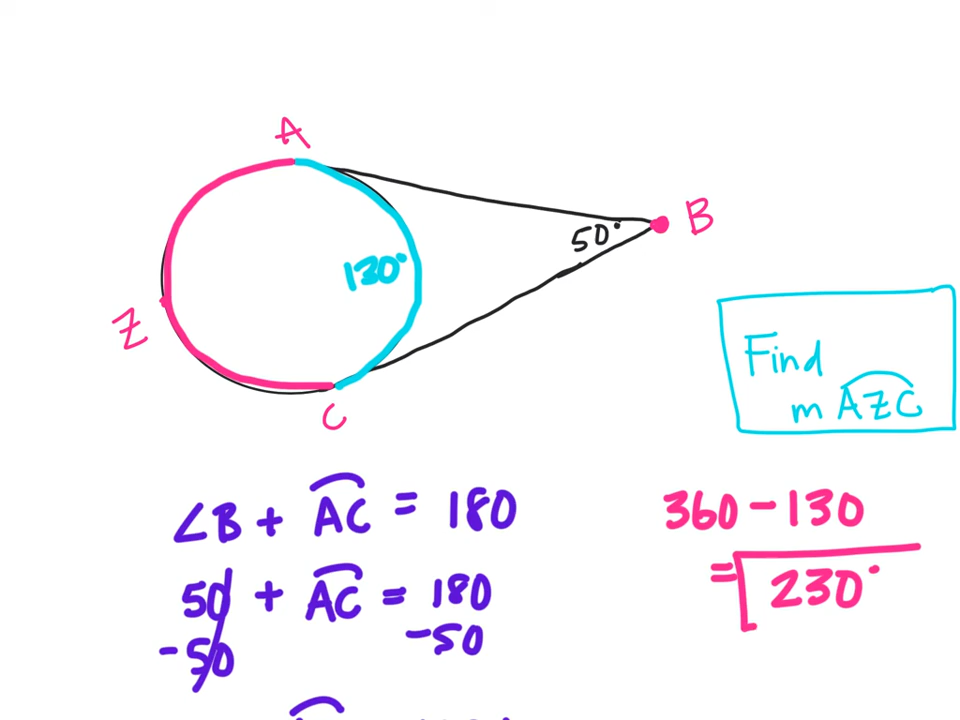 A
B
50°
130°
Z
C
Find
m AZC
∠B + AC = 180
50 + AC = 180
-50 -50
360 - 130
= 230°